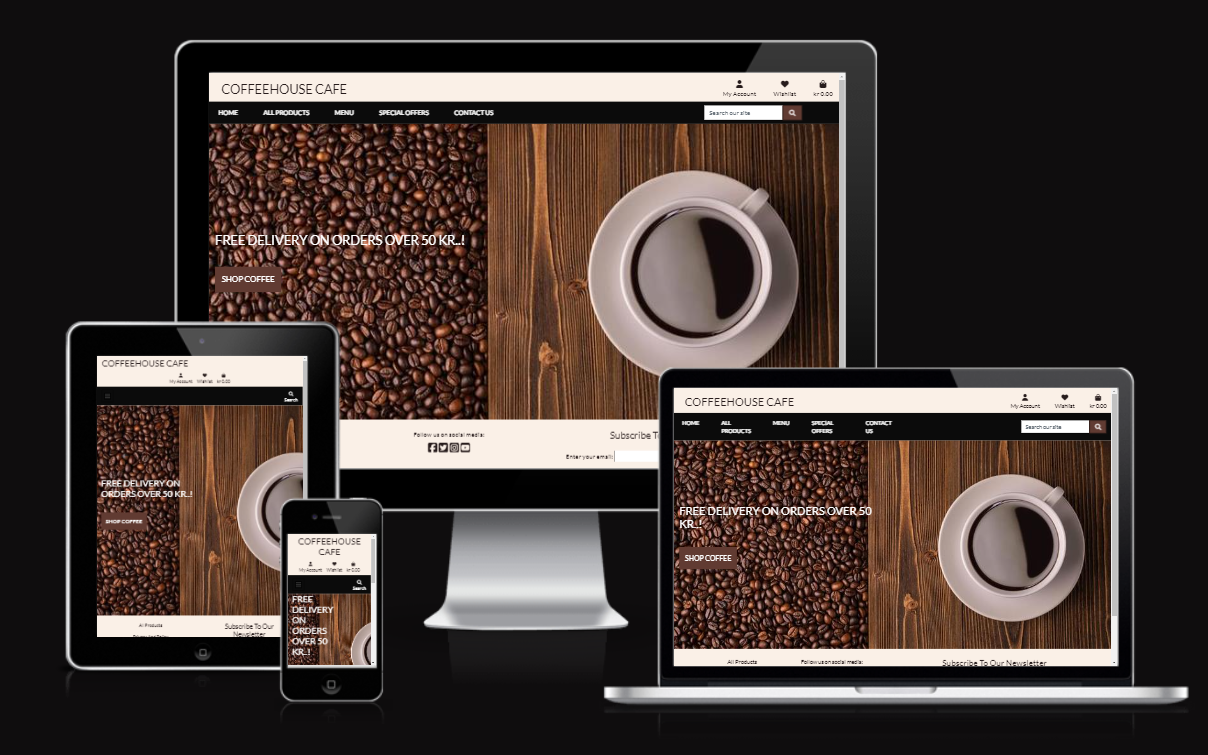 COFFEEHOUSE CAFE
My Account Wishlist kr 0.00
HOME ALL PRODUCTS MENU SPECIAL OFFERS CONTACT US Search our site
FREE DELIVERY ON ORDERS OVER 50 KR..!
SHOP COFFEE
Follow us on social media:
Subscribe To
Enter your email:
COFFEEHOUSE CAFE
My Account Wishlist kr 0.00
Search
FREE DELIVERY ON
ORDERS OVER 50 KR..!
SHOP COFFEE
All Products
Subscribe To Our
Newsletter
COFFEEHOUSE
CAFE
My Account Wishlist kr 0.00
Search
FREE
DELIVERY
ON
ORDERS
OVER 50
KR..!
COFFEEHOUSE CAFE
My Account Wishlist kr 0.00
HOME ALL PRODUCTS MENU SPECIAL OFFERS CONTACT US Search our site
FREE DELIVERY ON ORDERS OVER 50
KR..!
SHOP COFFEE
All Products Follow us on social media: Subscribe To Our Newsletter